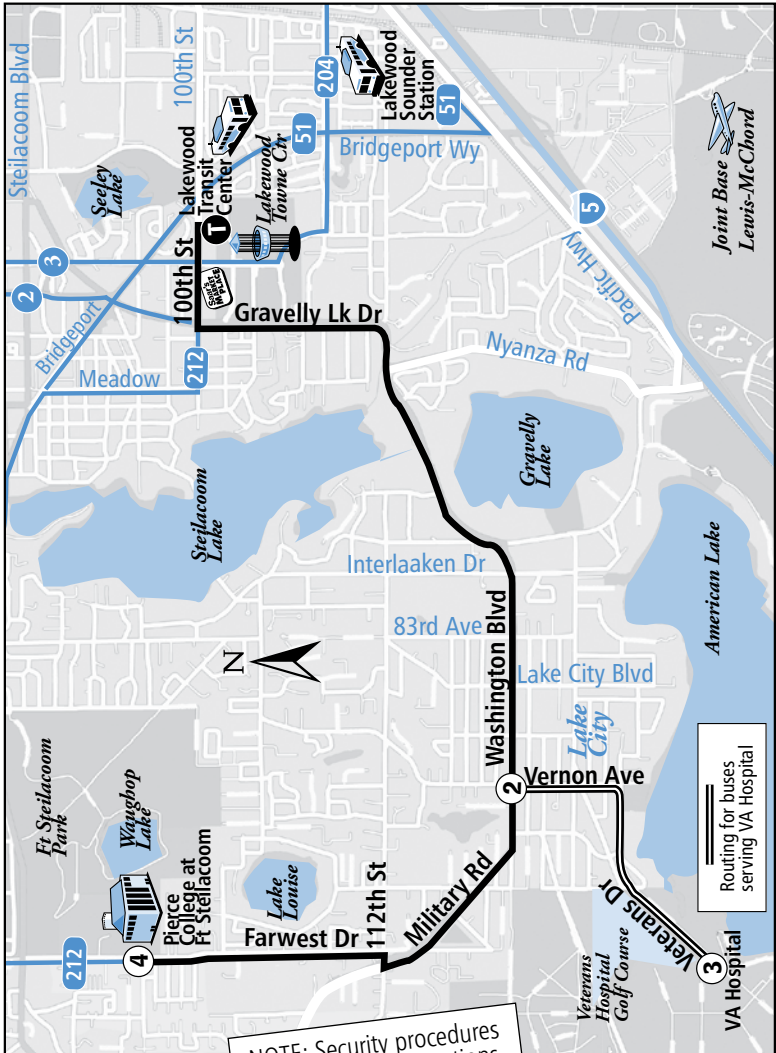 Steilacoom Blvd
100th St
Seeley
Lake
Lakewood
Transit
Center
204
Lakewood
Sounder
Station
51
51
Bridgeport Wy
Lakewood
Towne Ctr
T
3
2
100th St
Bridgeport
Meadow
212
Gravelly Lk Dr
Nyanza Rd
Pacific Hwy
5
Joint Base
Lewis-McChord
Steilacoom
Lake
Gravelly
Lake
Interlaaken Dr
83rd Ave
Washington Blvd
Lake City Blvd
American Lake
N
Lake
City
2
Vernon Ave
Ft Steilacoom
Park
Waughop
Lake
Pierce
College at
Ft Steilacoom
212
4
Lake
Louise
Farwest Dr
112th St
Military Rd
Veterans Dr
Veterans
Hospital
Golf Course
3
VA Hospital
Routing for buses
serving VA Hospital
NOTE: Security procedures